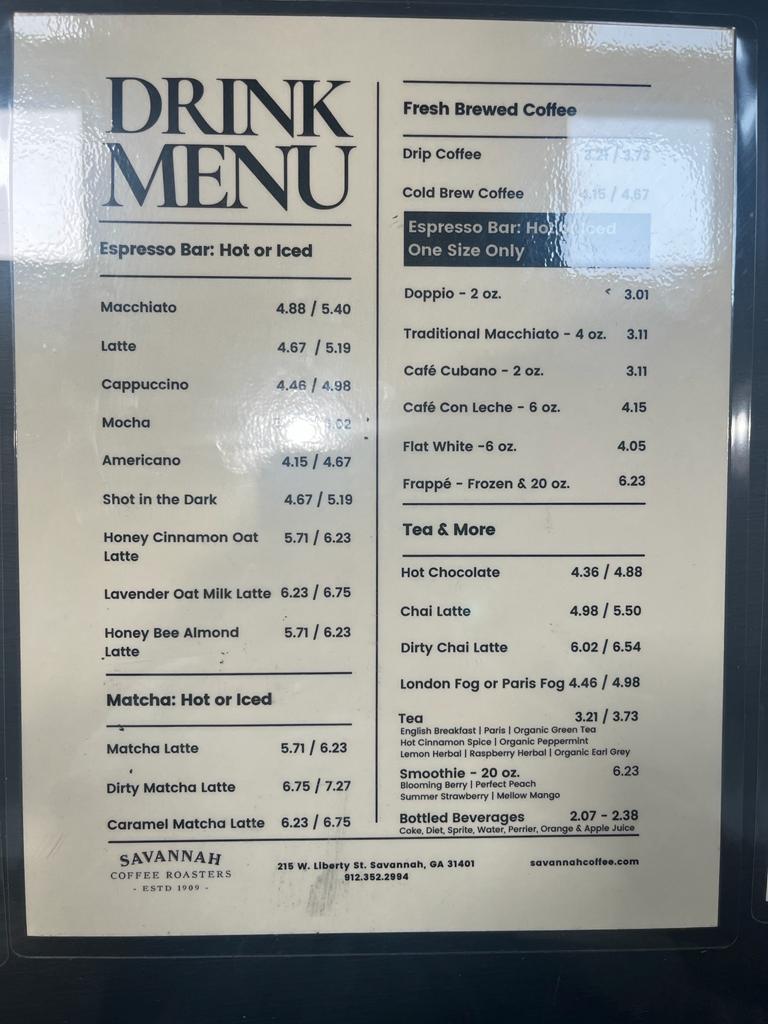 DRINK
MENU
Espresso Bar: Hot or Iced
Macchiato 4.88 / 5.40
Latte 4.67 / 5.19
Cappuccino 4.46 / 4.98
Mocha
Americano 4.15 / 4.67
Shot in the Dark 4.67 / 5.19
Honey Cinnamon Oat 5.71 / 6.23
Latte
Lavender Oat Milk Latte 6.23 / 6.75
Honey Bee Almond 5.71 / 6.23
Latte
Matcha: Hot or Iced
Matcha Latte 5.71 / 6.23
Dirty Matcha Latte 6.75 / 7.27
Caramel Matcha Latte 6.23 / 6.75
Fresh Brewed Coffee
Drip Coffee 3.21 / 3.73
Cold Brew Coffee 4.15 / 4.67
Espresso Bar: Hot or Iced
One Size Only
Doppio - 2 oz. 3.01
Traditional Macchiato - 4 oz. 3.11
Café Cubano - 2 oz. 3.11
Café Con Leche - 6 oz. 4.15
Flat White -6 oz. 4.05
Frappé - Frozen & 20 oz. 6.23
Tea & More
Hot Chocolate 4.36 / 4.88
Chai Latte 4.98 / 5.50
Dirty Chai Latte 6.02 / 6.54
London Fog or Paris Fog 4.46 / 4.98
Tea 3.21 / 3.73
English Breakfast | Paris | Organic Green Tea
Hot Cinnamon Spice | Organic Peppermint
Lemon Herbal | Raspberry Herbal | Organic Earl Grey
Smoothie - 20 oz. 6.23
Blooming Berry | Perfect Peach
Summer Strawberry | Mellow Mango
Bottled Beverages 2.07 - 2.38
Coke, Diet, Sprite, Water, Perrier, Orange & Apple Juice
SAVANNAH
COFFEE ROASTERS
- ESTD 1909 -
215 W. Liberty St. Savannah, GA 31401
912.352.2994
savannahcoffee.com